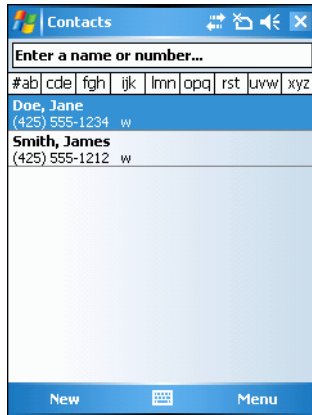 Contacts
Enter a name or number...
#ab cde fgh ijk lmn opq rst uvw xyz
Doe, Jane
(425) 555-1234 w
Smith, James
(425) 555-1212 w
New Menu